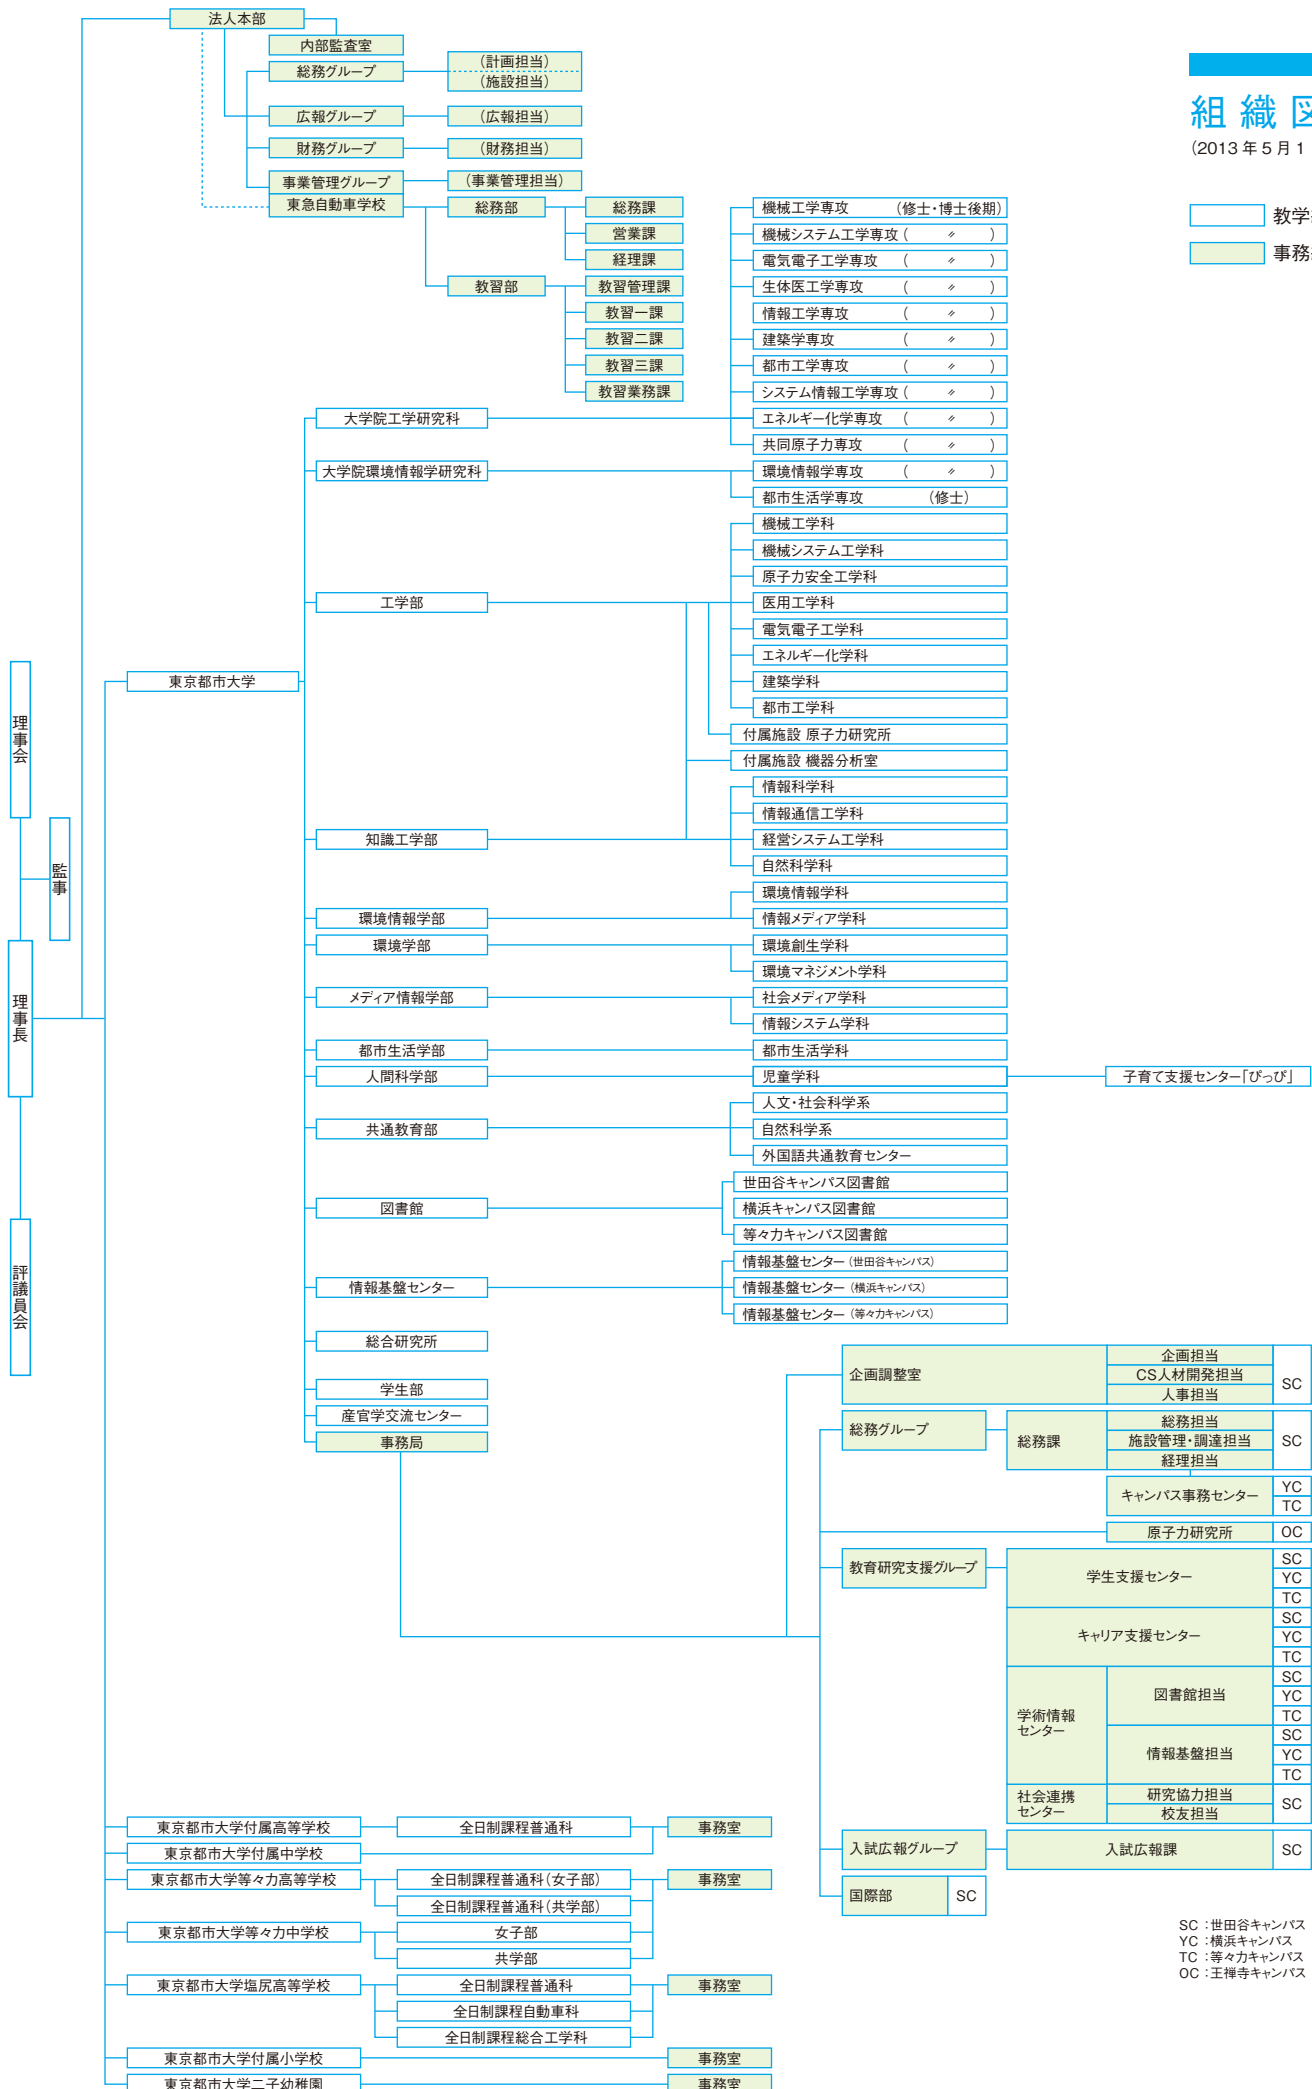 組織図
(2013年5月1
教学
事務
法人本部
内部監査室
総務グループ
(計画担当)
(施設担当)
広報グループ
(広報担当)
財務グループ
(財務担当)
事業管理グループ
(事業管理担当)
東急自動車学校
総務部
総務課
営業課
経理課
教習部
教習管理課
教習一課
教習二課
教習三課
教習業務課
理事会
監事
理事長
評議員会
東京都市大学
大学院工学研究科
機械工学専攻 (修士・博士後期)
機械システム工学専攻 ( 〃 )
電気電子工学専攻 ( 〃 )
生体医工学専攻 ( 〃 )
情報工学専攻 ( 〃 )
建築学専攻 ( 〃 )
都市工学専攻 ( 〃 )
システム情報工学専攻 ( 〃 )
エネルギー化学専攻 ( 〃 )
共同原子力専攻 ( 〃 )
大学院環境情報学研究科
環境情報学専攻 ( 〃 )
都市生活学専攻 (修士)
工学部
機械工学科
機械システム工学科
原子力安全工学科
医用工学科
電気電子工学科
エネルギー化学科
建築学科
都市工学科
付属施設 原子力研究所
付属施設 機器分析室
知識工学部
情報科学科
情報通信工学科
経営システム工学科
自然科学科
環境情報学部
環境情報学科
情報メディア学科
環境学部
環境創生学科
環境マネジメント学科
メディア情報学部
社会メディア学科
情報システム学科
都市生活学部
都市生活学科
人間科学部
児童学科
子育て支援センター「ぴっぴ」
共通教育部
人文・社会科学系
自然科学系
外国語共通教育センター
図書館
世田谷キャンパス図書館
横浜キャンパス図書館
等々力キャンパス図書館
情報基盤センター
情報基盤センター (世田谷キャンパス)
情報基盤センター (横浜キャンパス)
情報基盤センター (等々力キャンパス)
総合研究所
学生部
産官学交流センター
事務局
企画調整室
企画担当
CS人材開発担当
人事担当
SC
総務グループ
総務課
総務担当
施設管理・調達担当
経理担当
SC
キャンパス事務センター
YC
TC
原子力研究所
OC
教育研究支援グループ
学生支援センター
SC
YC
TC
キャリア支援センター
SC
YC
TC
学術情報
センター
図書館担当
SC
YC
TC
情報基盤担当
SC
YC
TC
社会連携
センター
研究協力担当
校友担当
SC
入試広報グループ
入試広報課
SC
国際部
SC
SC:世田谷キャンパス
YC:横浜キャンパス
TC:等々力キャンパス
OC:王禅寺キャンパス
東京都市大学付属高等学校
全日制課程普通科
事務室
東京都市大学付属中学校
東京都市大学等々力高等学校
全日制課程普通科(女子部)
事務室
全日制課程普通科(共学部)
東京都市大学等々力中学校
女子部
共学部
東京都市大学塩尻高等学校
全日制課程普通科
事務室
全日制課程自動車科
全日制課程総合工学科
東京都市大学付属小学校
事務室
東京都市大学二子幼稚園
事務室